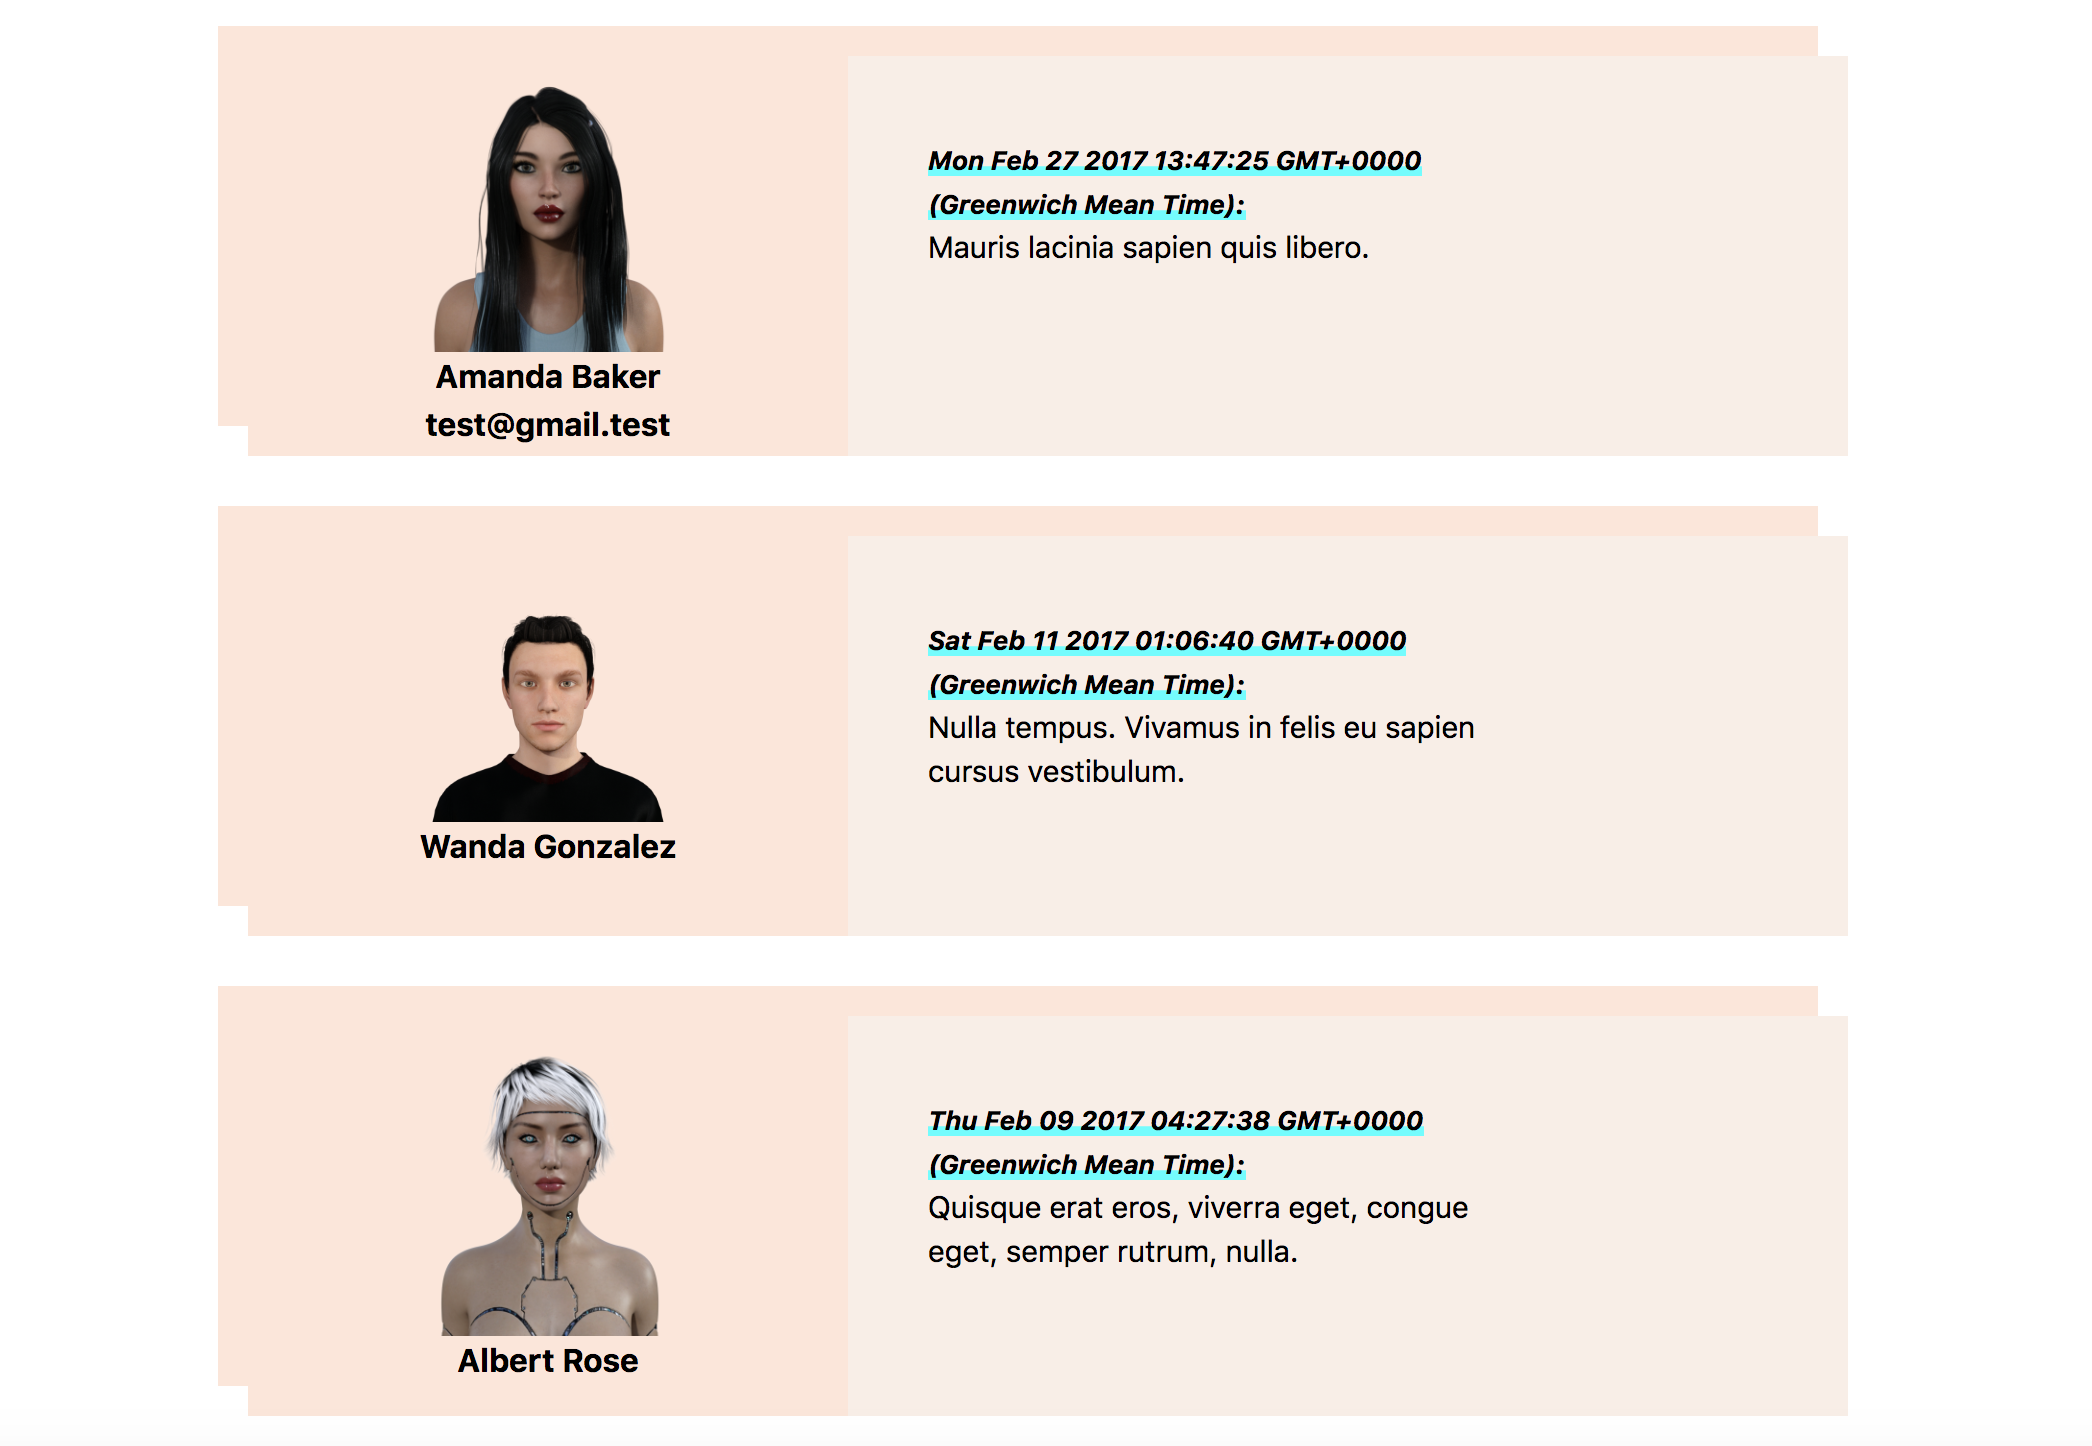 Mon Feb 27 2017 13:47:25 GMT+0000
(Greenwich Mean Time):
Mauris lacinia sapien quis libero.
Amanda Baker
test@gmail.test
Sat Feb 11 2017 01:06:40 GMT+0000
(Greenwich Mean Time):
Nulla tempus. Vivamus in felis eu sapien
cursus vestibulum.
Wanda Gonzalez
Thu Feb 09 2017 04:27:38 GMT+0000
(Greenwich Mean Time):
Quisque erat eros, viverra eget, congue
eget, semper rutrum, nulla.
Albert Rose